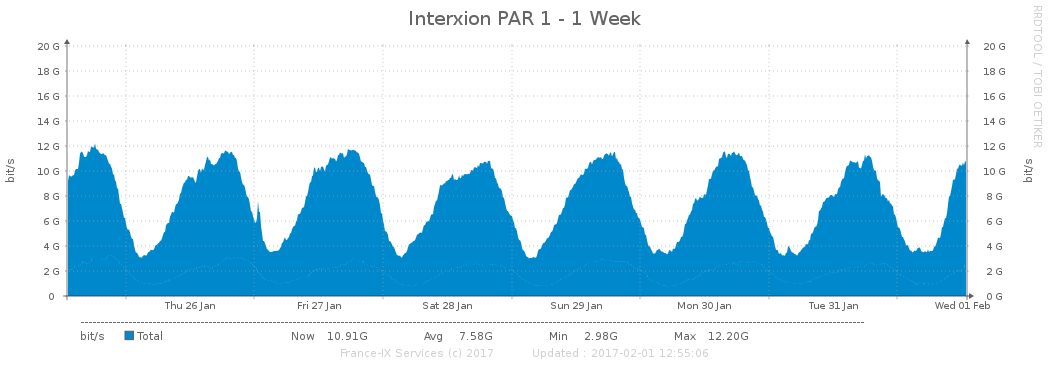 Interxion PAR 1 - 1 Week
RRDTOOL / TOBI OETIKER
20 G 20 G
18 G 18 G
16 G 16 G
14 G 14 G
12 G 12 G
10 G 10 G
8 G 8 G
6 G 6 G
4 G 4 G
2 G 2 G
0 0 G
bit/s
bit/s
Thu 26 Jan Fri 27 Jan Sat 28 Jan Sun 29 Jan Mon 30 Jan Tue 31 Jan Wed 01 Feb
bit/s Total Now 10.91G Avg 7.58G Min 2.98G Max 12.20G
France-IX Services (c) 2017 Updated : 2017-02-01 12:55:06